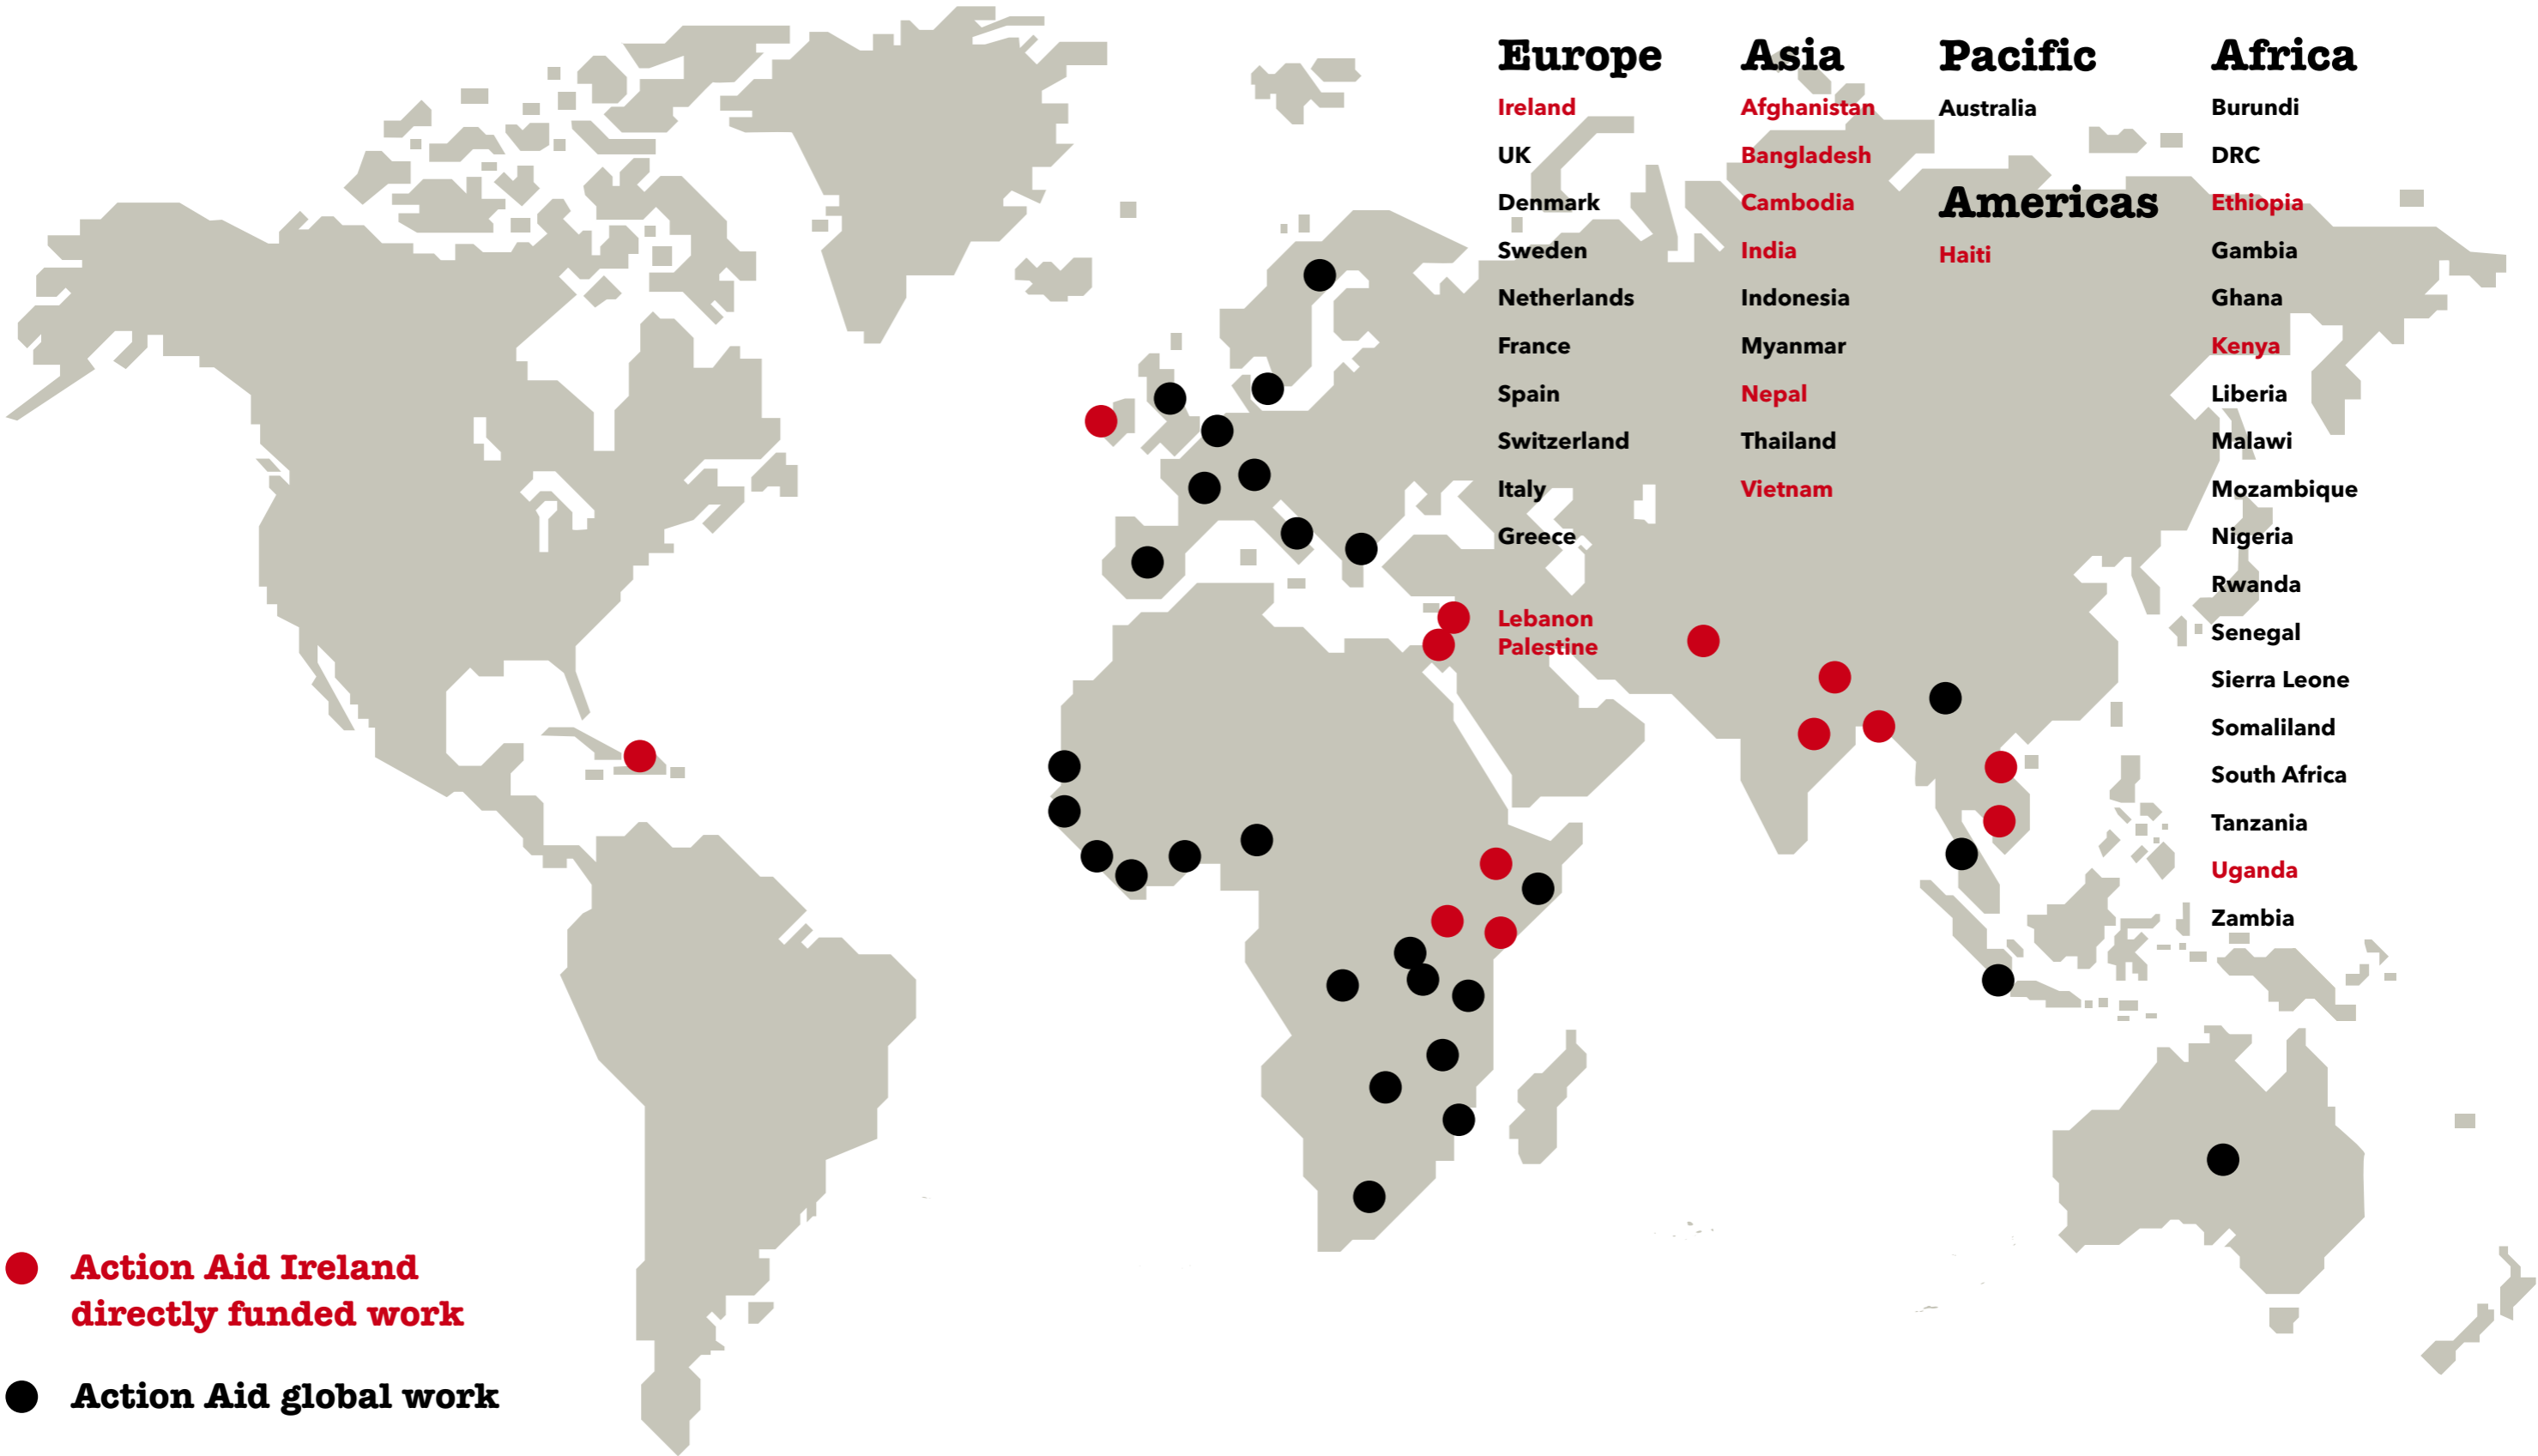 Europe
Ireland
UK
Denmark
Sweden
Netherlands
France
Spain
Switzerland
Italy
Greece
Lebanon
Palestine
Asia
Afghanistan
Bangladesh
Cambodia
India
Indonesia
Myanmar
Nepal
Thailand
Vietnam
Pacific
Australia
Americas
Haiti
Africa
Burundi
DRC
Ethiopia
Gambia
Ghana
Kenya
Liberia
Malawi
Mozambique
Nigeria
Rwanda
Senegal
Sierra Leone
Somaliland
South Africa
Tanzania
Uganda
Zambia
Action Aid Ireland
directly funded work
Action Aid global work